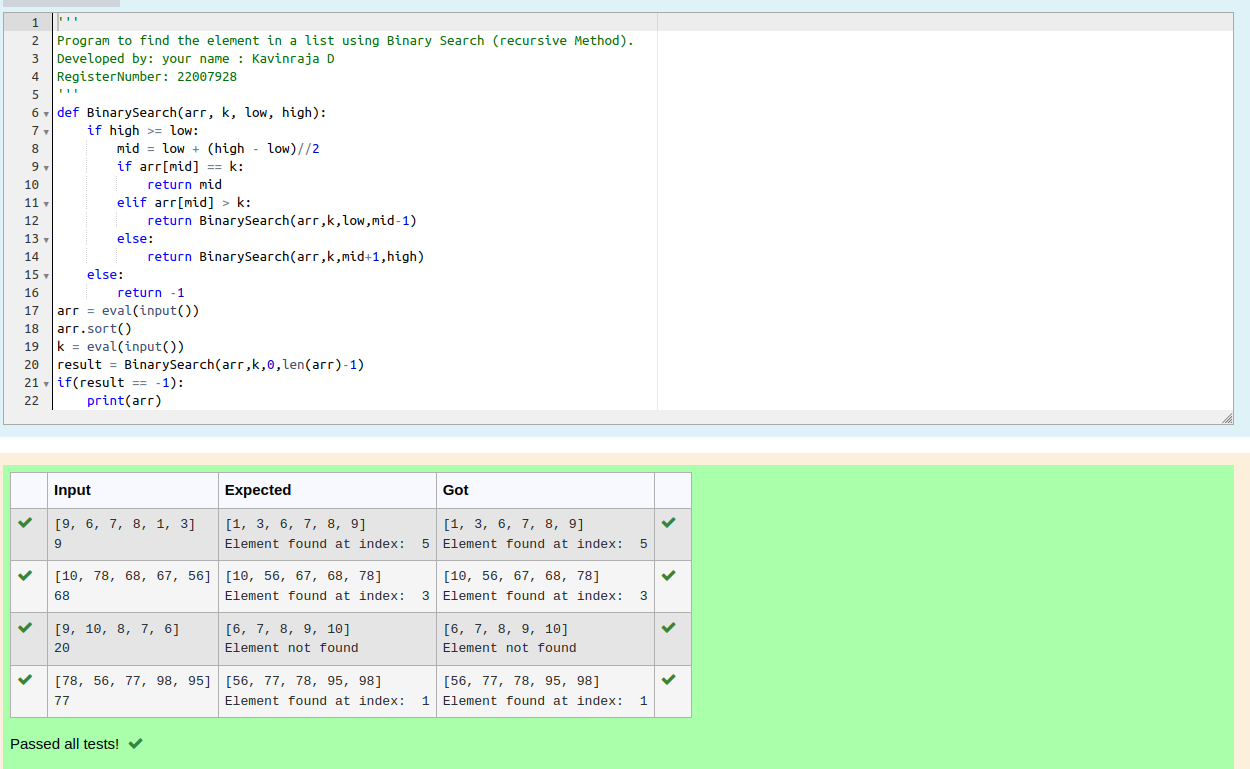 1 '''
2 Program to find the element in a list using Binary Search (recursive Method).
3 Developed by: your name : Kavinraja D
4 RegisterNumber: 22007928
5 '''
6 def BinarySearch(arr, k, low, high):
7     if high >= low:
8         mid = low + (high - low)//2
9         if arr[mid] == k:
10             return mid
11         elif arr[mid] > k:
12             return BinarySearch(arr,k,low,mid-1)
13         else:
14             return BinarySearch(arr,k,mid+1,high)
15     else:
16         return -1
17 arr = eval(input())
18 arr.sort()
19 k = eval(input())
20 result = BinarySearch(arr,k,0,len(arr)-1)
21 if(result == -1):
22     print(arr)
Input Expected Got
[9, 6, 7, 8, 1, 3] [1, 3, 6, 7, 8, 9] [1, 3, 6, 7, 8, 9]
9 Element found at index:  5 Element found at index:  5
[10, 78, 68, 67, 56] [10, 56, 67, 68, 78] [10, 56, 67, 68, 78]
68 Element found at index:  3 Element found at index:  3
[9, 10, 8, 7, 6] [6, 7, 8, 9, 10] [6, 7, 8, 9, 10]
20 Element not found Element not found
[78, 56, 77, 98, 95] [56, 77, 78, 95, 98] [56, 77, 78, 95, 98]
77 Element found at index:  1 Element found at index:  1
Passed all tests!